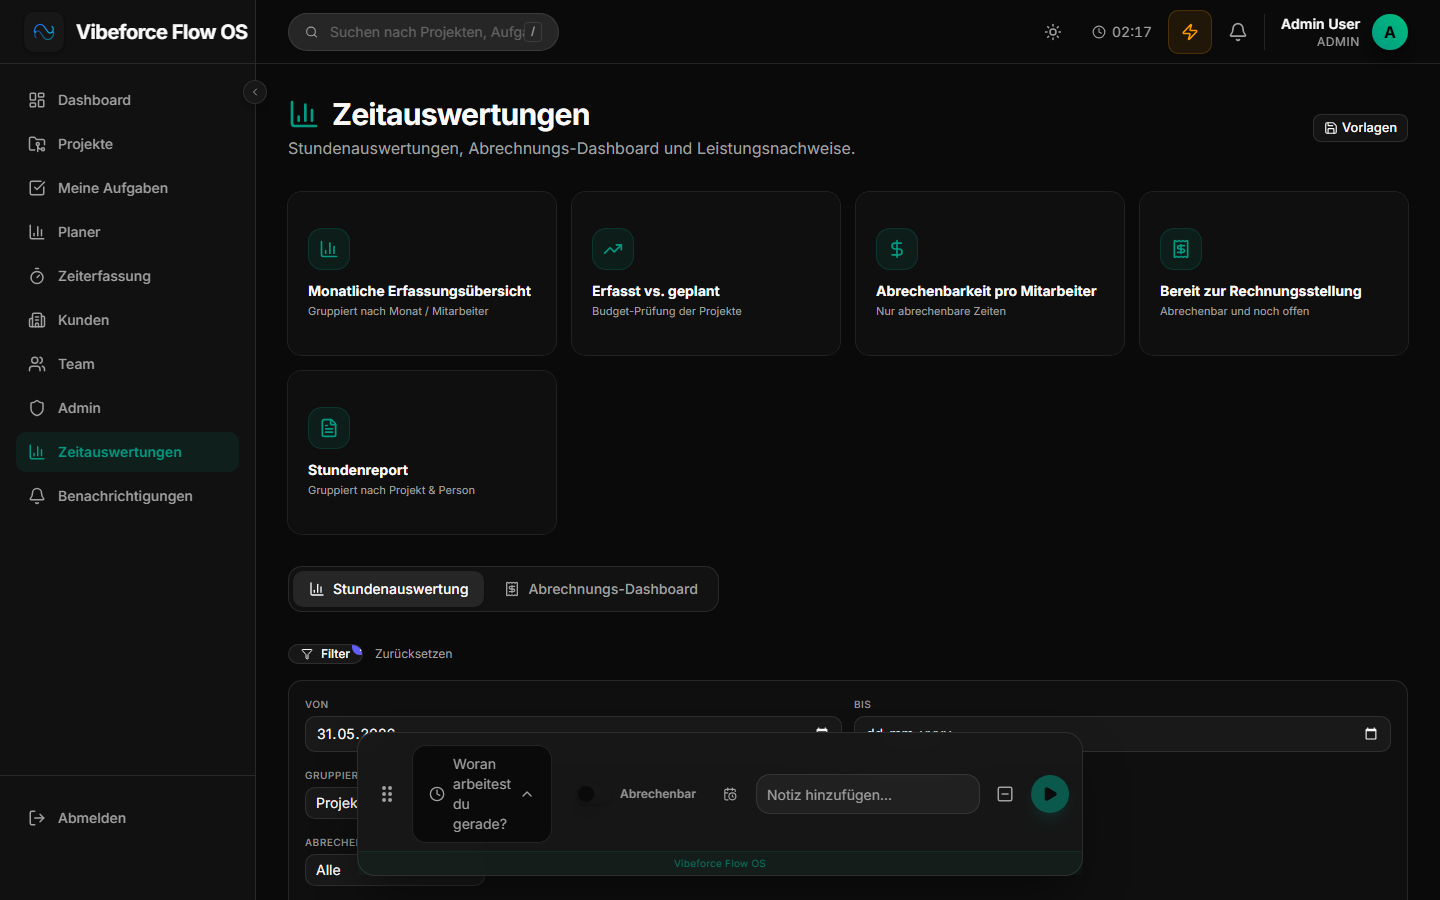 Vibeforce Flow OS
Suchen nach Projekten, Aufg
/
02:17
Admin User
ADMIN
A
Dashboard
Projekte
Meine Aufgaben
Planer
Zeiterfassung
Kunden
Team
Admin
Zeitauswertungen
Benachrichtigungen
Abmelden
Zeitauswertungen
Stundenauswertungen, Abrechnungs-Dashboard und Leistungsnachweise.
Vorlagen
Monatliche Erfassungsübersicht
Gruppiert nach Monat / Mitarbeiter
Erfasst vs. geplant
Budget-Prüfung der Projekte
Abrechenbarkeit pro Mitarbeiter
Nur abrechenbare Zeiten
Bereit zur Rechnungsstellung
Abrechenbar und noch offen
Stundenreport
Gruppiert nach Projekt & Person
Stundenauswertung
Abrechnungs-Dashboard
Filter
Zurücksetzen
VON
BIS
31.05.
GRUPPIER
Projek
ABRECHE
Alle
Woran
arbeitest
du
gerade?
Abrechenbar
Notiz hinzufügen...
Vibeforce Flow OS